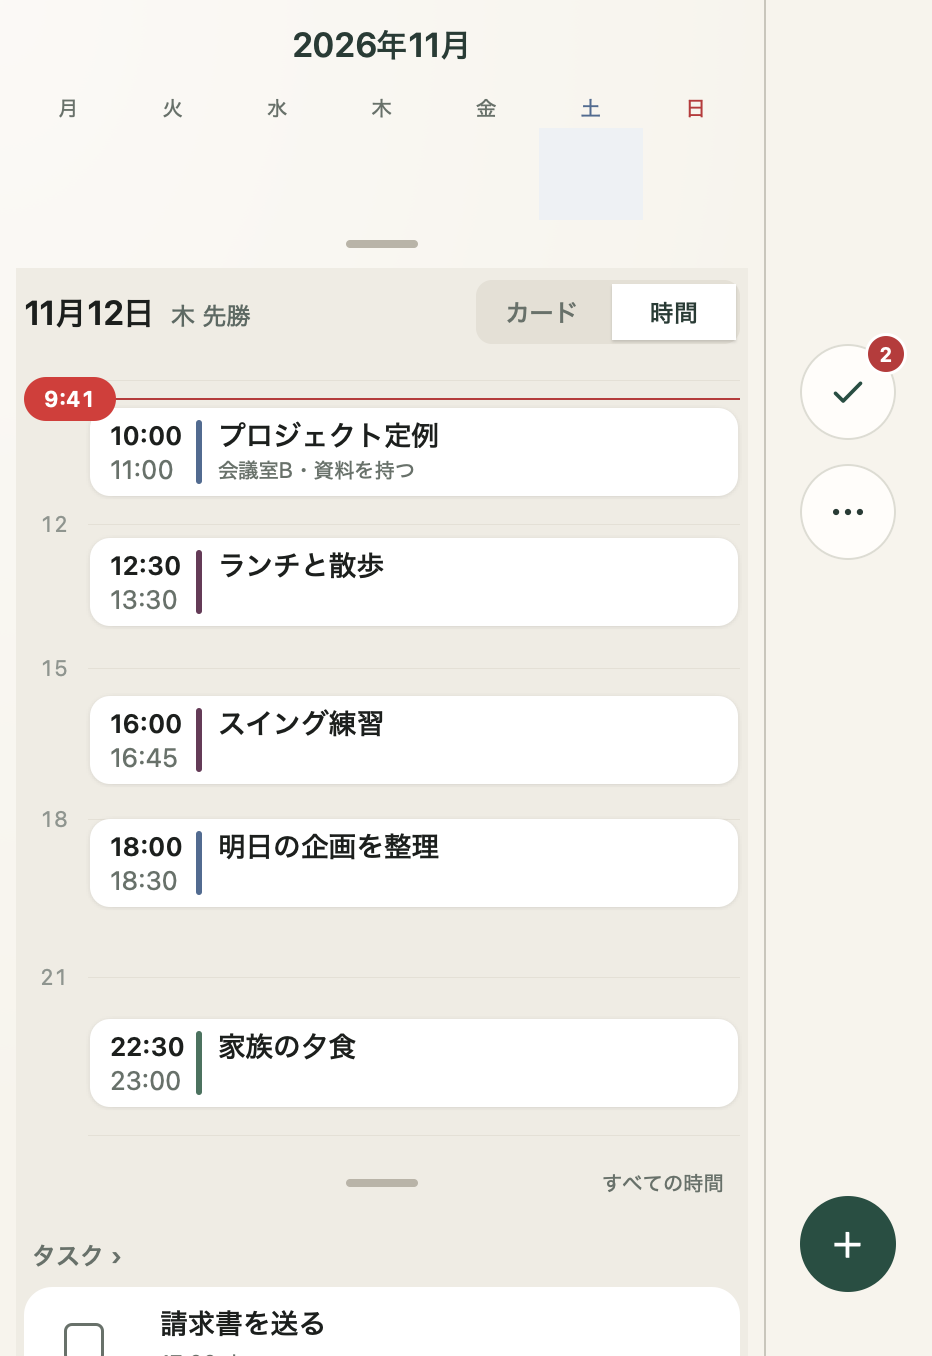 2026年11月
月 火 水 木 金 土 日
11月12日 木 先勝 カード 時間
2
9:41
10:00 プロジェクト定例
11:00 会議室B・資料を持つ
12
12:30 ランチと散歩
13:30
15
16:00 スイング練習
16:45
18
18:00 明日の企画を整理
18:30
21
22:30 家族の夕食
23:00
すべての時間
タスク ›
請求書を送る